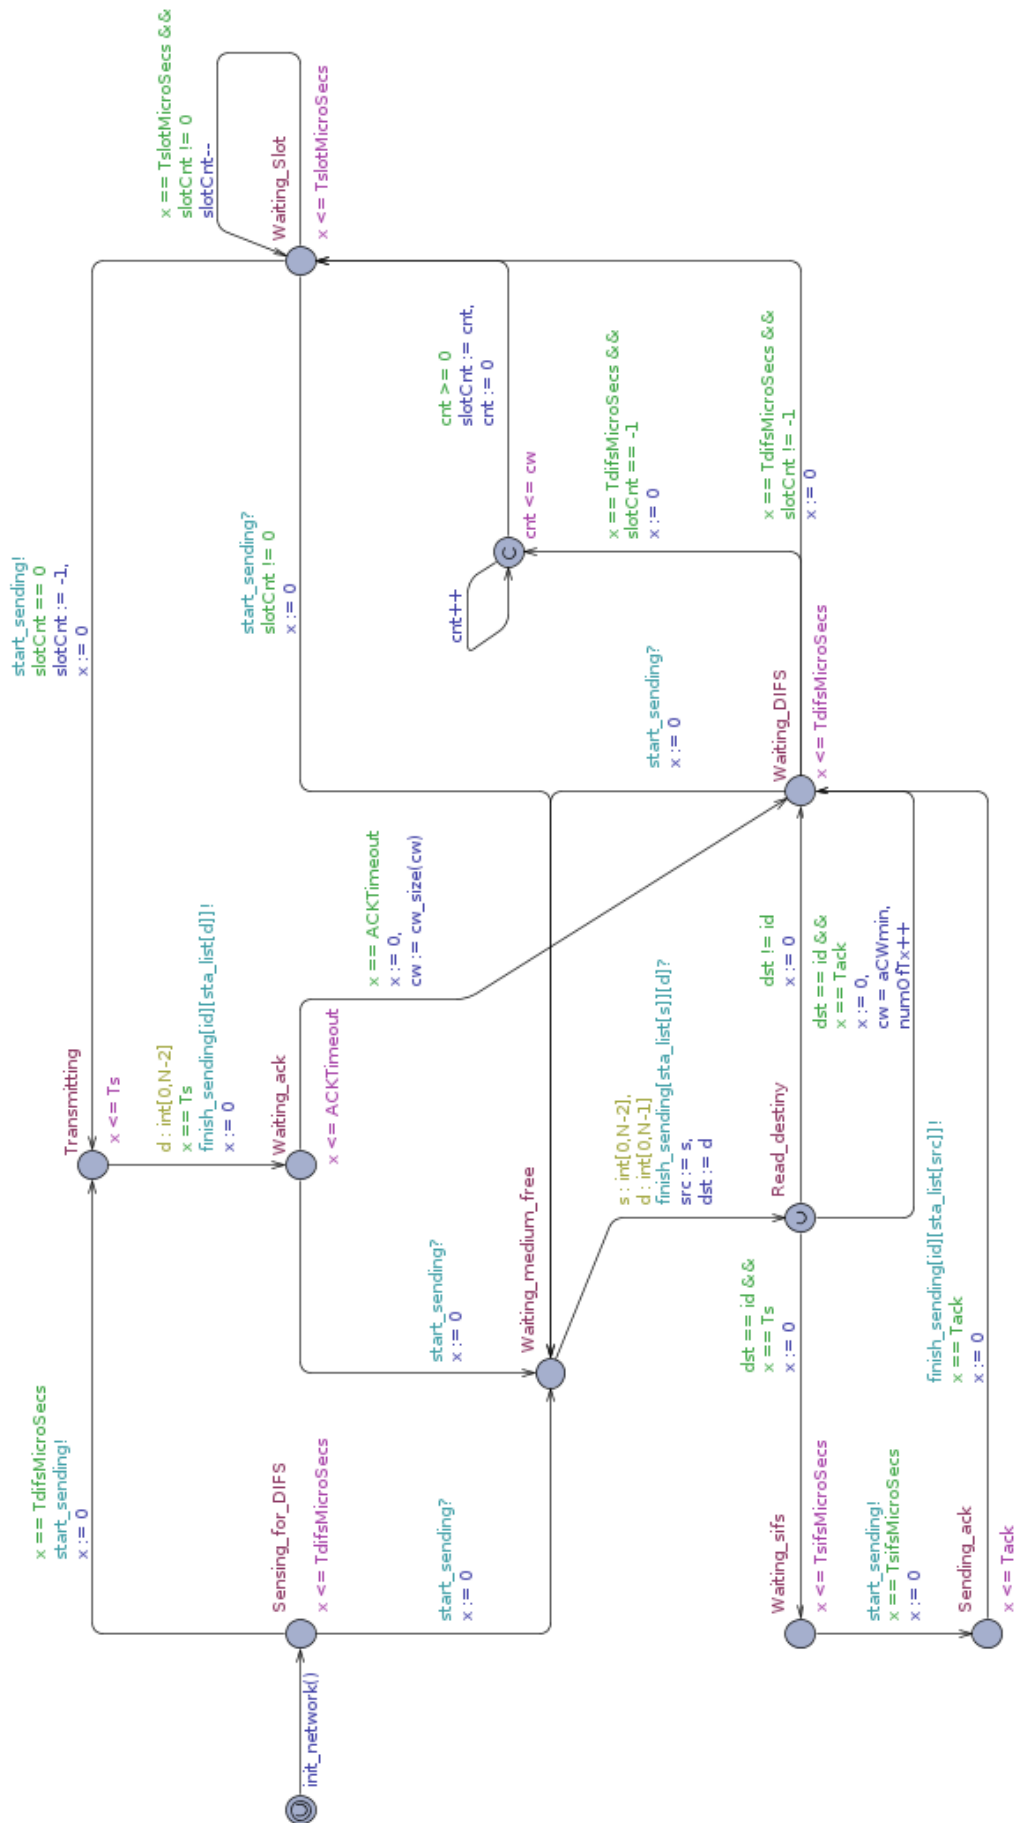 x == TdifsMicroSecs
start_sending!
x := 0
Transmitting
x <= Ts
start_sending!
slotCnt == 0
slotCnt := -1,
x := 0
x == TslotMicroSecs &&
slotCnt != 0
slotCnt--
Waiting_Slot
x <= TslotMicroSecs
d : int[0,N-2]
x == Ts
finish_sending[id][sta_list[d]]!
x := 0
init_network()
Sensing_for_DIFS
x <= TdifsMicroSecs
Waiting_ack
x <= ACKTimeout
x == ACKTimeout
x := 0,
cw := cw_size(cw)
start_sending?
slotCnt != 0
x := 0
start_sending?
x := 0
start_sending?
x := 0
Waiting_medium_free
cnt++
cnt <= cw
cnt >= 0
slotCnt := cnt,
cnt := 0
s : int[0,N-2],
d : int[0,N-1]
finish_sending[sta_list[s]][d]?
src := s,
dst := d
start_sending?
x := 0
x == TdifsMicroSecs &&
slotCnt == -1
x := 0
dst == id &&
x == Ts
x := 0
Read_destiny
C
U
U
dst != id
x := 0
Waiting_DIFS
x <= TdifsMicroSecs
x == TdifsMicroSecs &&
slotCnt != -1
x := 0
Waiting_sifs
x <= TsifsMicroSecs
dst == id &&
x == Tack
x := 0,
cw = aCWmin,
numOfTx++
start_sending!
x == TsifsMicroSecs
x := 0
finish_sending[id][sta_list[src]]!
x == Tack
x := 0
Sending_ack
x <= Tack